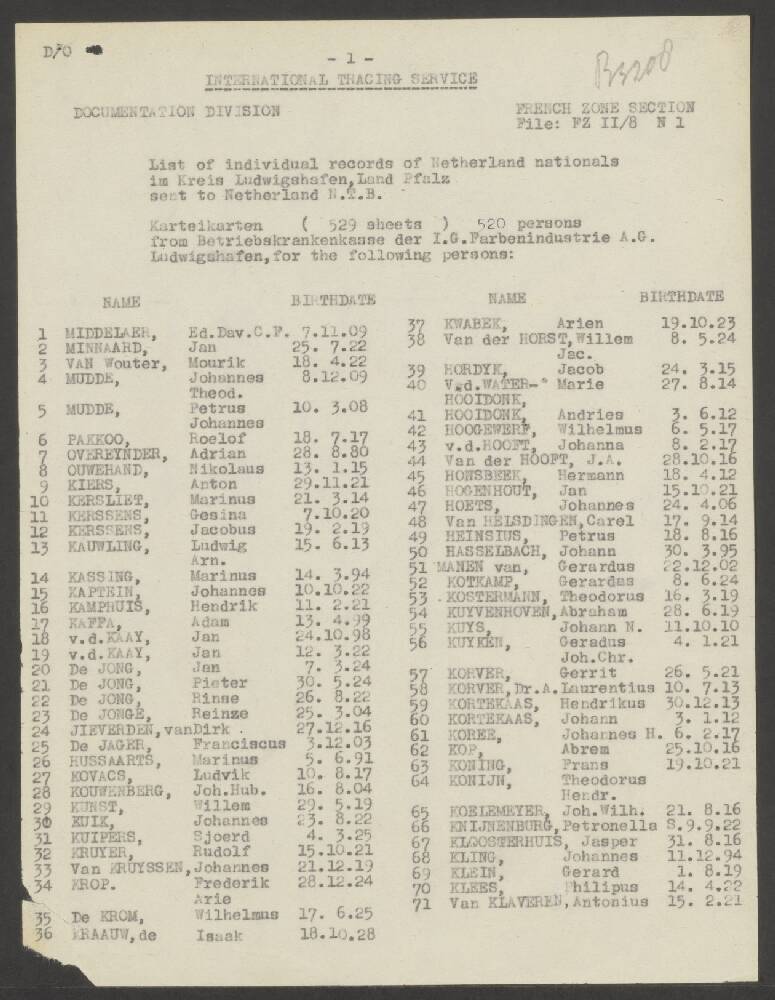 D/O
- 1 -
B3208
INTERNATIONAL TRACING SERVICE
DOCUMENTATION DIVISION
FRENCH ZONE SECTION
File: FZ II/8 N 1
List of individual records of Netherland nationals
im Kreis Ludwigshafen,Land Pfalz
sent to Netherland N.T.B.
Karteikarten ( 529 sheets ) 520 persons
from Betriebskrankenkasse der I.G.Farbenindustrie A.G.
Ludwigshafen,for the following persons:
NAME BIRTHDATE
1 MIDDELAER, Ed.Dav.C.F. 7.11.09
2 MINNAARD, Jan 25. 7.22
3 VAN Wouter, Mourik 18. 4.22
4 MUDDE, Johannes 8.12.09
Theod.
5 MUDDE, Petrus 10. 3.08
Johannes
6 PAKKOO, Roelof 18. 7.17
7 OVEREYNDER, Adrian 28. 8.80
8 OUWEHAND, Nikolaus 13. 1.15
9 KIERS, Anton 29.11.21
10 KERSLIET, Marinus 21. 3.14
11 KERSSENS, Gesina 7.10.20
12 KERSSENS, Jacobus 19. 2.19
13 KAUWLING, Ludwig 15. 6.13
Arn.
14 KASSING, Marinus 14. 3.94
15 KAPTEIN, Johannes 10.10.22
16 KAMPHUIS, Hendrik 11. 2.21
17 KAFFA, Adam 13. 4.99
18 v.d.KAAY, Jan 24.10.98
19 v.d.KAAY, Jan 12. 3.22
20 De JONG, Jan 7. 3.24
21 De JONG, Pieter 30. 5.24
22 De JONG, Rinse 26. 8.22
23 De JONGE, Reinze 25. 3.04
24 JIEVERDEN,vanDirk . 27.12.16
25 De JAGER, Franciscus 3.12.03
26 HUSSAARTS, Marinus 5. 6.91
27 KOVACS, Ludvik 10. 8.17
28 KOUWENBERG, Joh.Hub. 16. 8.04
29 KUNST, Willem 29. 5.19
30 KUIK, Johannes 23. 8.22
31 KUIPERS, Sjoerd 4. 3.25
32 KRUYER, Rudolf 15.10.21
33 Van KRUYSSEN,Johannes 21.12.19
34 KROP. Frederik 28.12.24
Arie
35 De KROM, Wilhelmus 17. 6.25
36 KRAAUW,de Isaak 18.10.28
NAME BIRTHDATE
37 KWABEK, Arien 19.10.23
38 Van der HORST,Willem 8. 5.24
Jac.
39 HORDYK, Jacob 24. 3.15
40 V.d.WATER- Marie 27. 8.14
HOOIDONK,
41 HOOIDONK, Andries 3. 6.12
42 HOOGEWERF, Wilhelmus 6. 5.17
43 v.d.HOOFT, Johanna 8. 2.17
44 Van der HOOFT, J.A. 28.10.16
45 HONSBEEK, Hermann 18. 4.12
46 HOGENHOUT, Jan 15.10.21
47 HOETS, Johannes 24. 4.06
48 Van HELSDINGEN,Carel 17. 9.14
49 HEINSIUS, Petrus 18. 8.16
50 HASSELBACH, Johann 30. 3.95
51 MANEN van, Gerardus 22.12.02
52 KOTKAMP, Gerardas 8. 6.24
53 .KOSTERMANN, Theodorus 16. 3.19
54 KUYVENHOVEN,Abraham 28. 6.19
55 KUYS, Johann N. 11.10.10
56 KUYKEN, Geradus 4. 1.21
Joh.Chr.
57 KORVER, Gerrit 26. 5.21
58 KORVER,Dr.A.Laurentius 10. 7.13
59 KORTEKAAS, Hendrikus 30.12.13
60 KORTEKAAS, Johann 3. 1.12
61 KOREE, Johannes H. 6. 2.17
62 KOP, Abrem 25.10.16
63 KONING, Frans 19.10.21
64 KONIJN, Theodorus
Hendr.
65 KOELEMEYER, Joh.Wilh. 21. 8.16
66 KNIJNENBURG,Petronella S.9.9.22
67 KLOOSTERHUIS, Jasper 31. 8.16
68 KLING, Johannes 11.12.94
69 KLEIN, Gerard 1. 8.19
70 KLEES, Philipus 14. 4.22
71 Van KLAVEREN,Antonius 15. 2.21